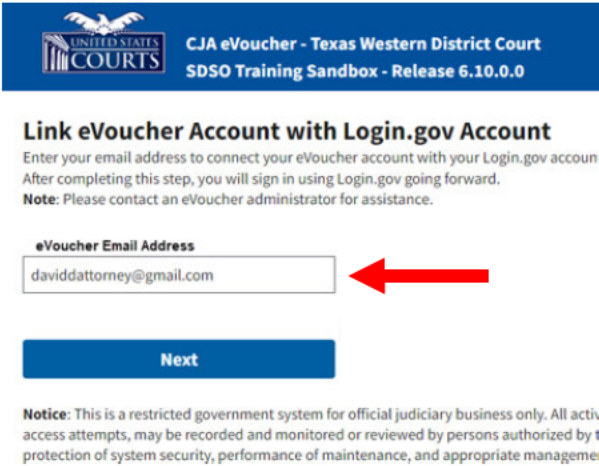 UNITED STATES
COURTS
CJA eVoucher - Texas Western District Court
SDSO Training Sandbox - Release 6.10.0.0
Link eVoucher Account with Login.gov Account
Enter your email address to connect your eVoucher account with your Login.gov accoun
After completing this step, you will sign in using Login.gov going forward.
Note: Please contact an eVoucher administrator for assistance.
eVoucher Email Address
daviddattorney@gmail.com
Next
Notice: This is a restricted government system for official judiciary business only. All activ
access attempts, may be recorded and monitored or reviewed by persons authorized by t
protection of system security, performance of maintenance, and appropriate manageme